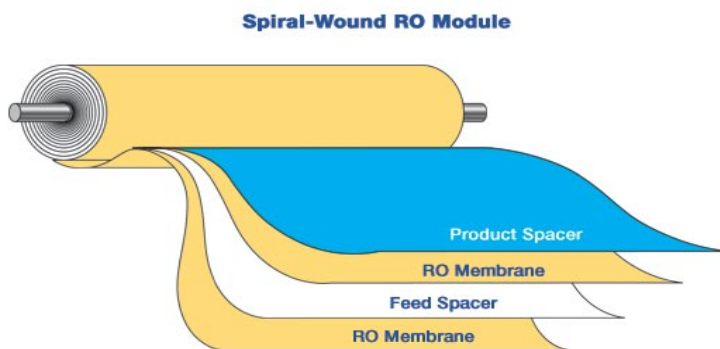 Spiral-Wound RO Module
Product Spacer
RO Membrane
Feed Spacer
RO Membrane